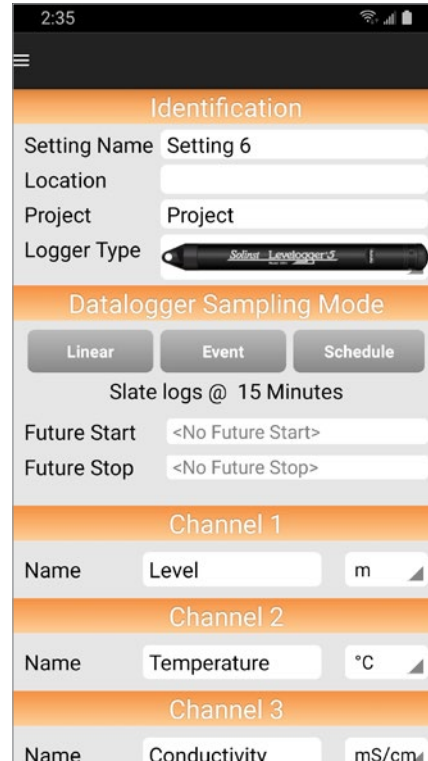 2:35
Identification
Setting Name Setting 6
Location
Project Project
Logger Type Solinst Levelogger 5
Datalogger Sampling Mode
Linear Event Schedule
Slate logs @ 15 Minutes
Future Start <No Future Start>
Future Stop <No Future Stop>
Channel 1
Name Level m
Channel 2
Name Temperature °C
Channel 3
Name Conductivity mS/cm